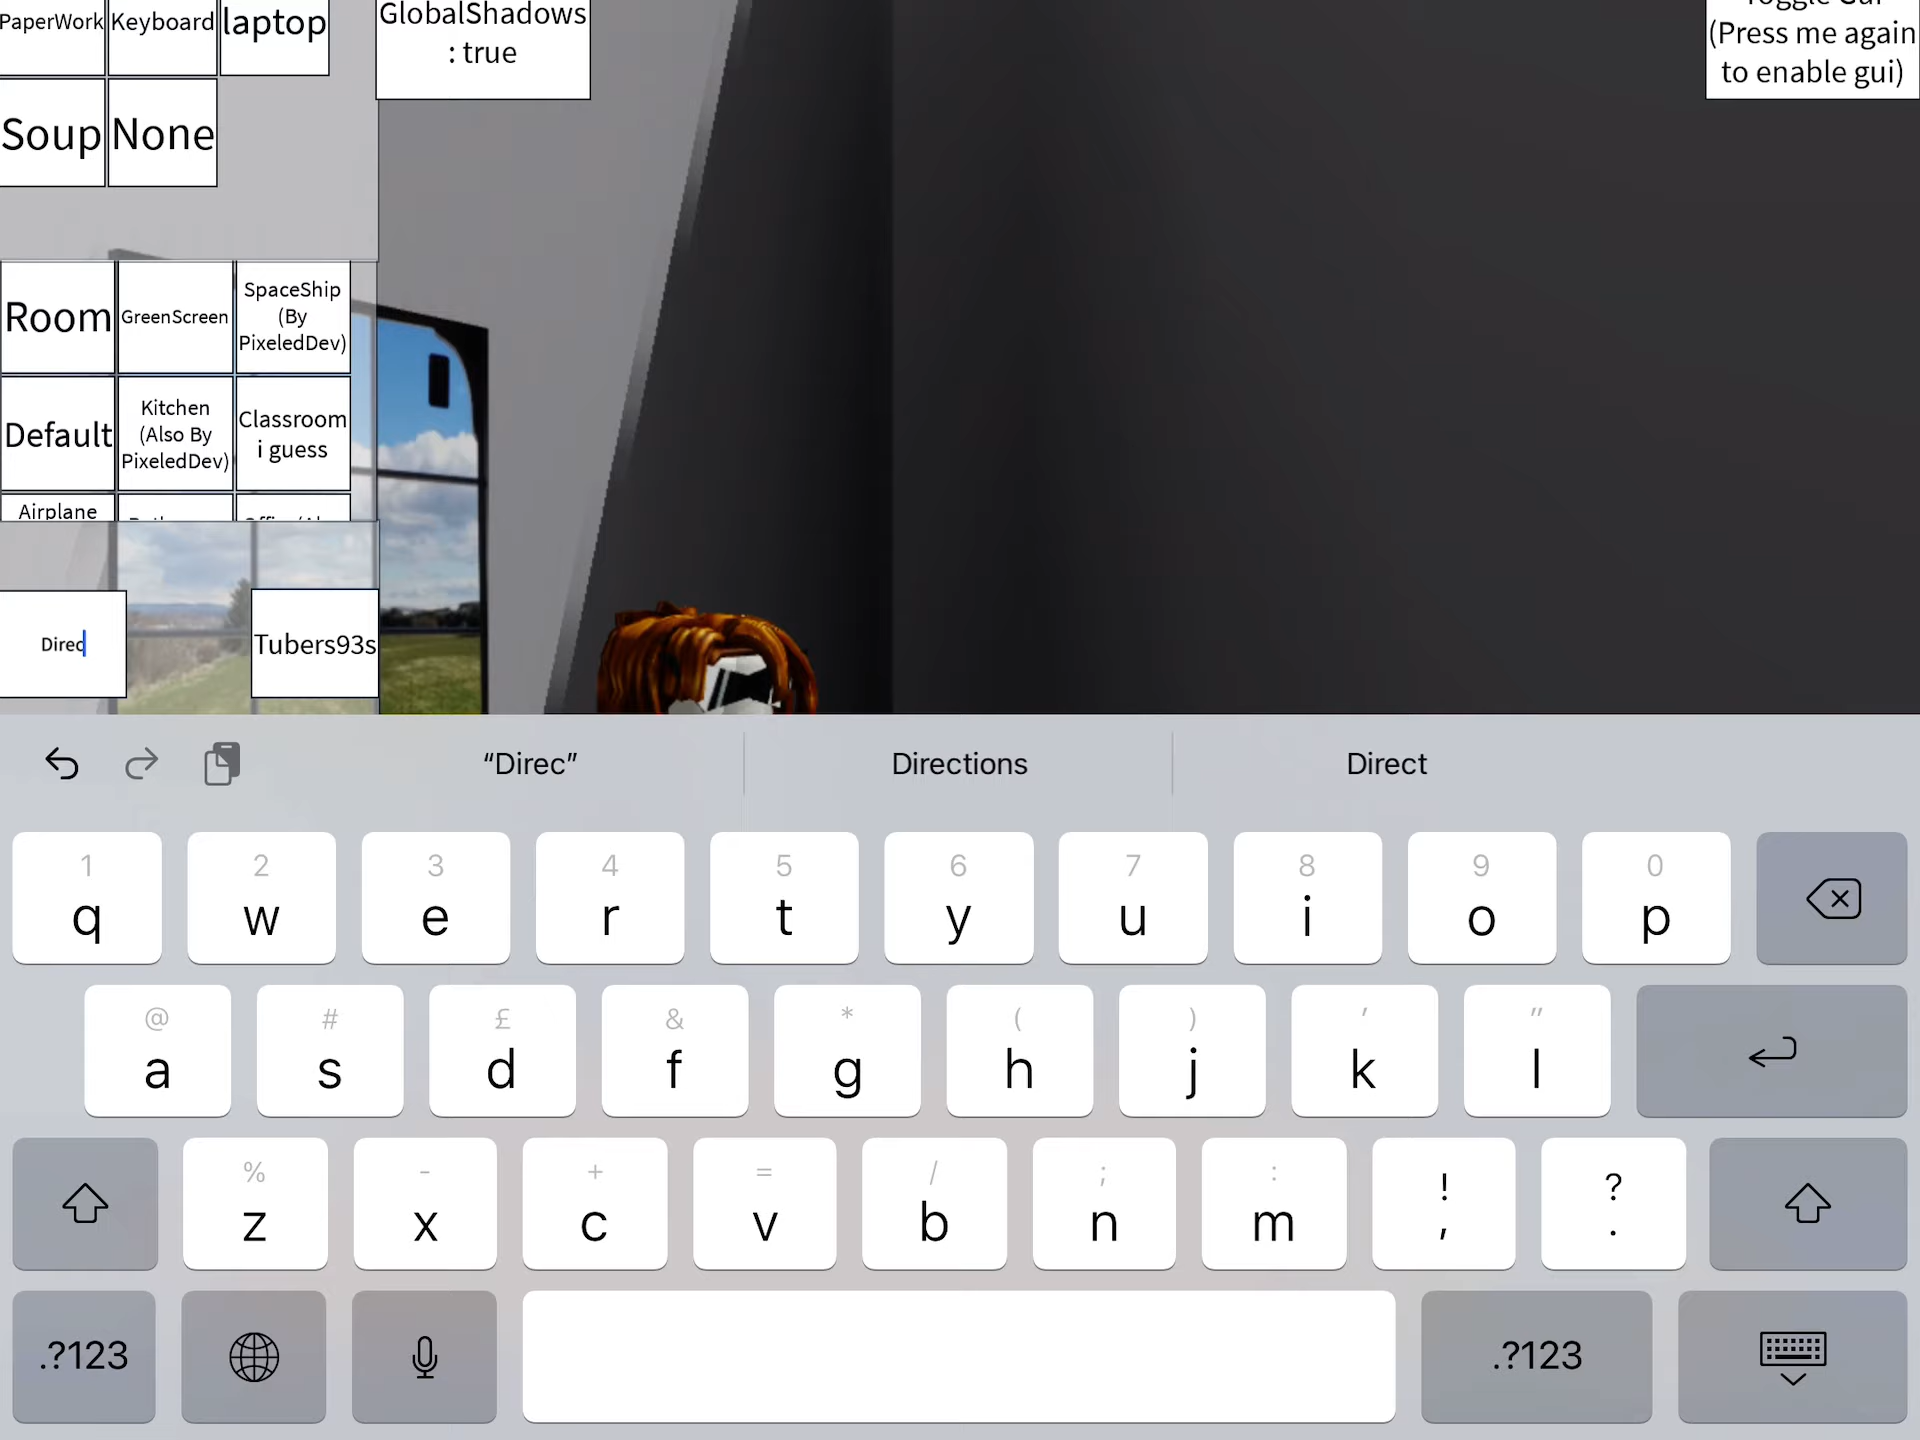 PaperWork Keyboard laptop
GlobalShadows
: true
(Press me again
to enable gui)
Soup None
Room GreenScreen SpaceShip
(By
PixeledDev)
Default Kitchen
(Also By
PixeledDev)
Classroom
i guess
Airplane
Direc
Tubers93s
“Direc” Directions Direct
1 2 3 4 5 6 7 8 9 0
q w e r t y u i o p
@ # £ & * ( ) ' "
a s d f g h j k l
% - + = / ; : ! ?
z x c v b n m , .
.?123 .?123